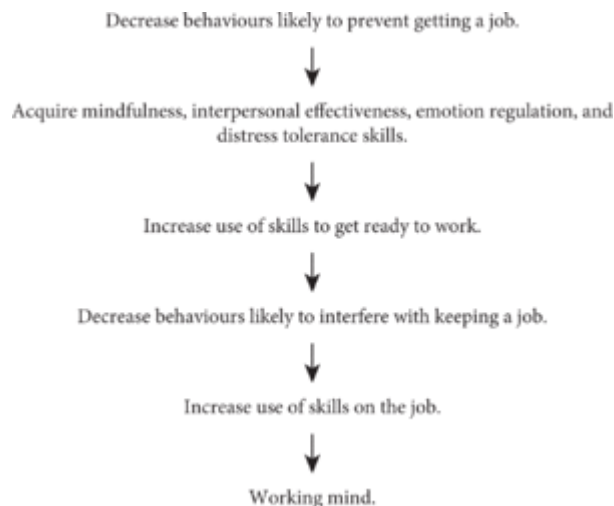 Decrease behaviours likely to prevent getting a job.
Acquire mindfulness, interpersonal effectiveness, emotion regulation, and
distress tolerance skills.
Increase use of skills to get ready to work.
Decrease behaviours likely to interfere with keeping a job.
Increase use of skills on the job.
Working mind.